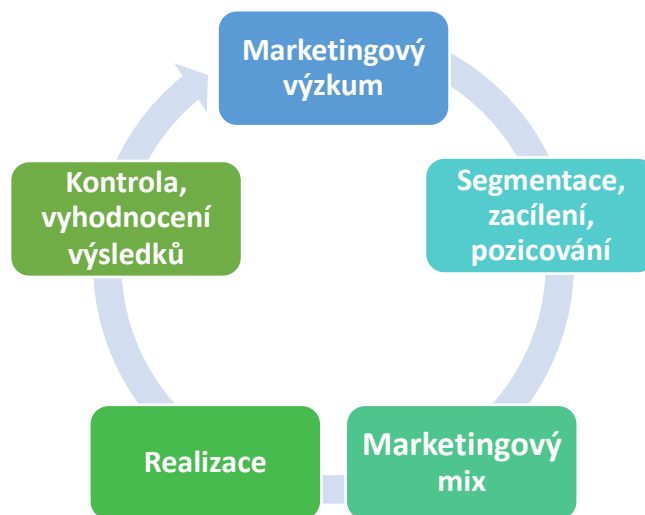 Marketingový
výzkum
Segmentace,
zacílení,
pozicování
Marketingový
mix
Realizace
Kontrola,
vyhodnocení
výsledků